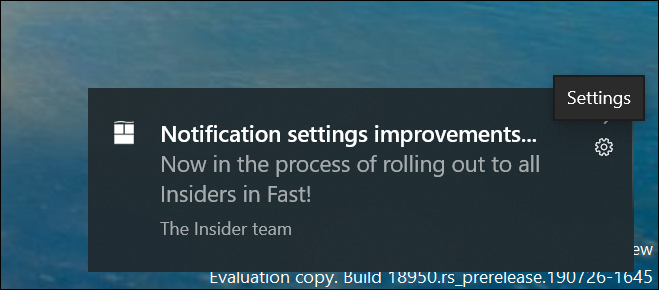 Settings
Notification settings improvements...
Now in the process of rolling out to all
Insiders in Fast!
The Insider team
Evaluation copy. Build 18950.rs_prerelease.190726-1645